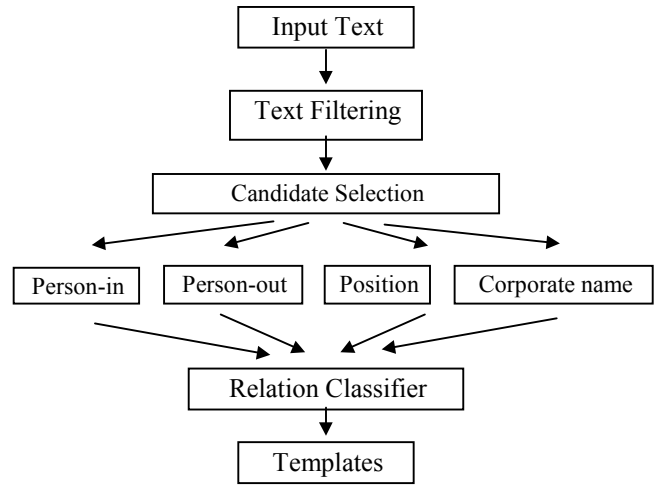 Input Text
Text Filtering
Candidate Selection
Person-in
Person-out
Position
Corporate name
Relation Classifier
Templates